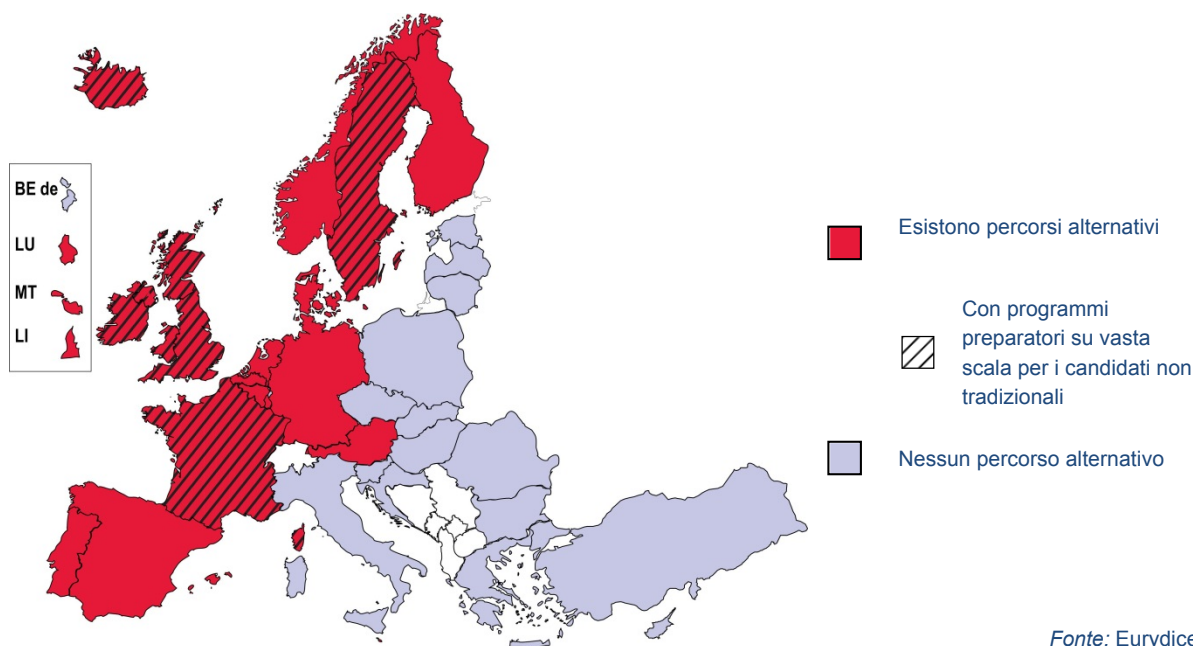 BE de
LU
MT
LI
Esistono percorsi alternativi
Con programmi
preparatori su vasta
scala per i candidati non
tradizionali
Nessun percorso alternativo
Fonte: Eurydice